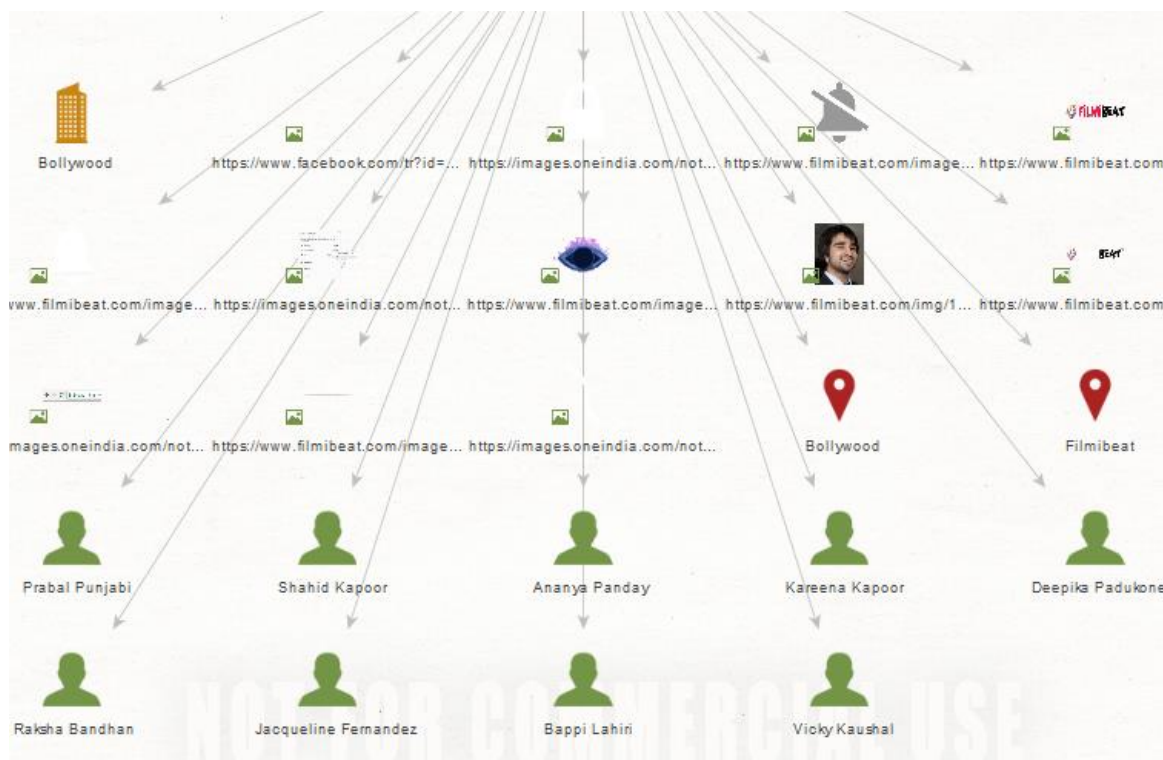 FILMIBEAT
Bollywood
https://www.facebook.com/tr?id=...
https://images.oneindia.com/not...
https://www.filmibeat.com/image...
https://www.filmibeat.com
BEAT
www.filmibeat.com/image...
https://images.oneindia.com/not...
https://www.filmibeat.com/image...
https://www.filmibeat.com/img/1...
https://www.filmibeat.com
mages.oneindia.com/not...
https://www.filmibeat.com/image...
https://images.oneindia.com/not...
Bollywood
Filmibeat
Prabal Punjabi
Shahid Kapoor
Ananya Panday
Kareena Kapoor
Deepika Padukone
Raksha Bandhan
Jacqueline Fernandez
Bappi Lahiri
Vicky Kaushal
NOT FOR COMMERCIAL USE